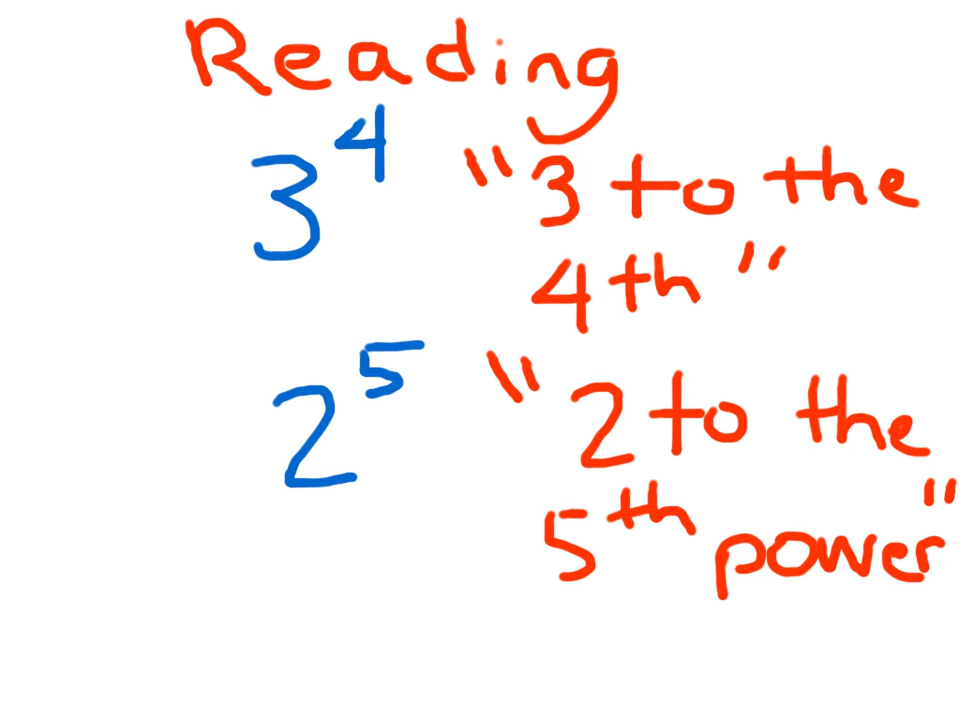 Reading
3⁴ "3 to the
4th"
2⁵ "2 to the
5th power"